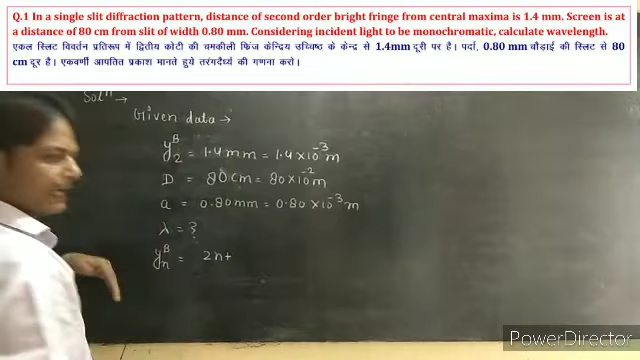 Q.1 In a single slit diffraction pattern, distance of second order bright fringe from central maxima is 1.4 mm. Screen is at
a distance of 80 cm from slit of width 0.80 mm. Considering incident light to be monochromatic, calculate wavelength.
एकल स्लिट विवर्तन प्रतिरूप में द्वितीय कोटी की चमकीली फ्रिंज केन्द्रिय उच्चिष्ठ के केन्द्र से 1.4mm दूरी पर है। पर्दा, 0.80 mm चौड़ाई की स्लिट से 80
cm दूर है। एकवर्णी आपतित प्रकाश मानते हुये तरंगदैर्ध्य की गणना करो।
Solⁿ →
Given data →
y₂ᴮ = 1.4 mm = 1.4 × 10⁻³ m
D = 80 cm = 80 × 10⁻² m
a = 0.80 mm = 0.80 × 10⁻³ m
λ = ?
yₙᴮ = 2n+
PowerDirector